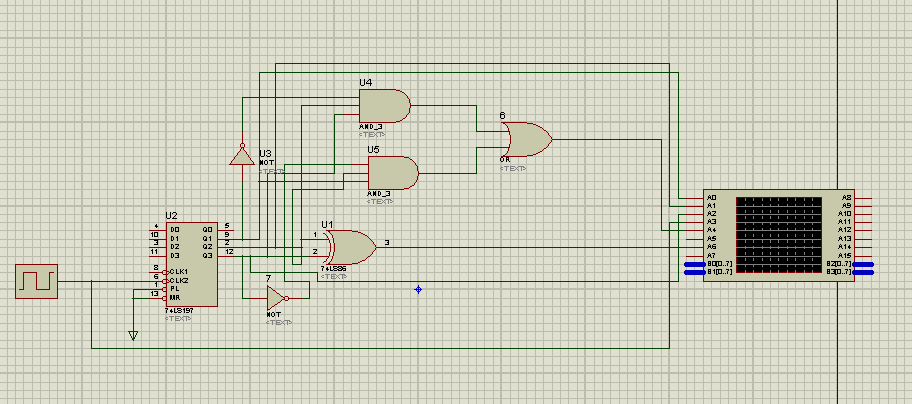 U4
AND_3
<TEXT>
6
OR
<TEXT>
U3
NOT
<TEXT>
U5
AND_3
<TEXT>
U2
4 D0 Q0 5
10 D1 Q1 9
3 D2 Q2 2
11 D3 Q3 12
8 CLK1
6 CLK2
1 PL
13 MR
74LS197
<TEXT>
U1
1
2
3
74LS86
<TEXT>
7
NOT
<TEXT>
A0 A8
A1 A9
A2 A10
A3 A11
A4 A12
A5 A13
A6 A14
A7 A15
B0[0..7] B2[0..7]
B1[0..7] B3[0..7]